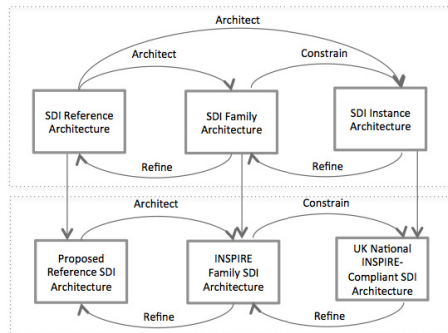 Architect
Architect
Constrain
SDI Reference
Architecture
SDI Family
Architecture
SDI Instance
Architecture
Refine
Refine
Architect
Constrain
Proposed
Reference SDI
Architecture
INSPIRE
Family SDI
Architecture
UK National
INSPIRE-
Compliant SDI
Architecture
Refine
Refine